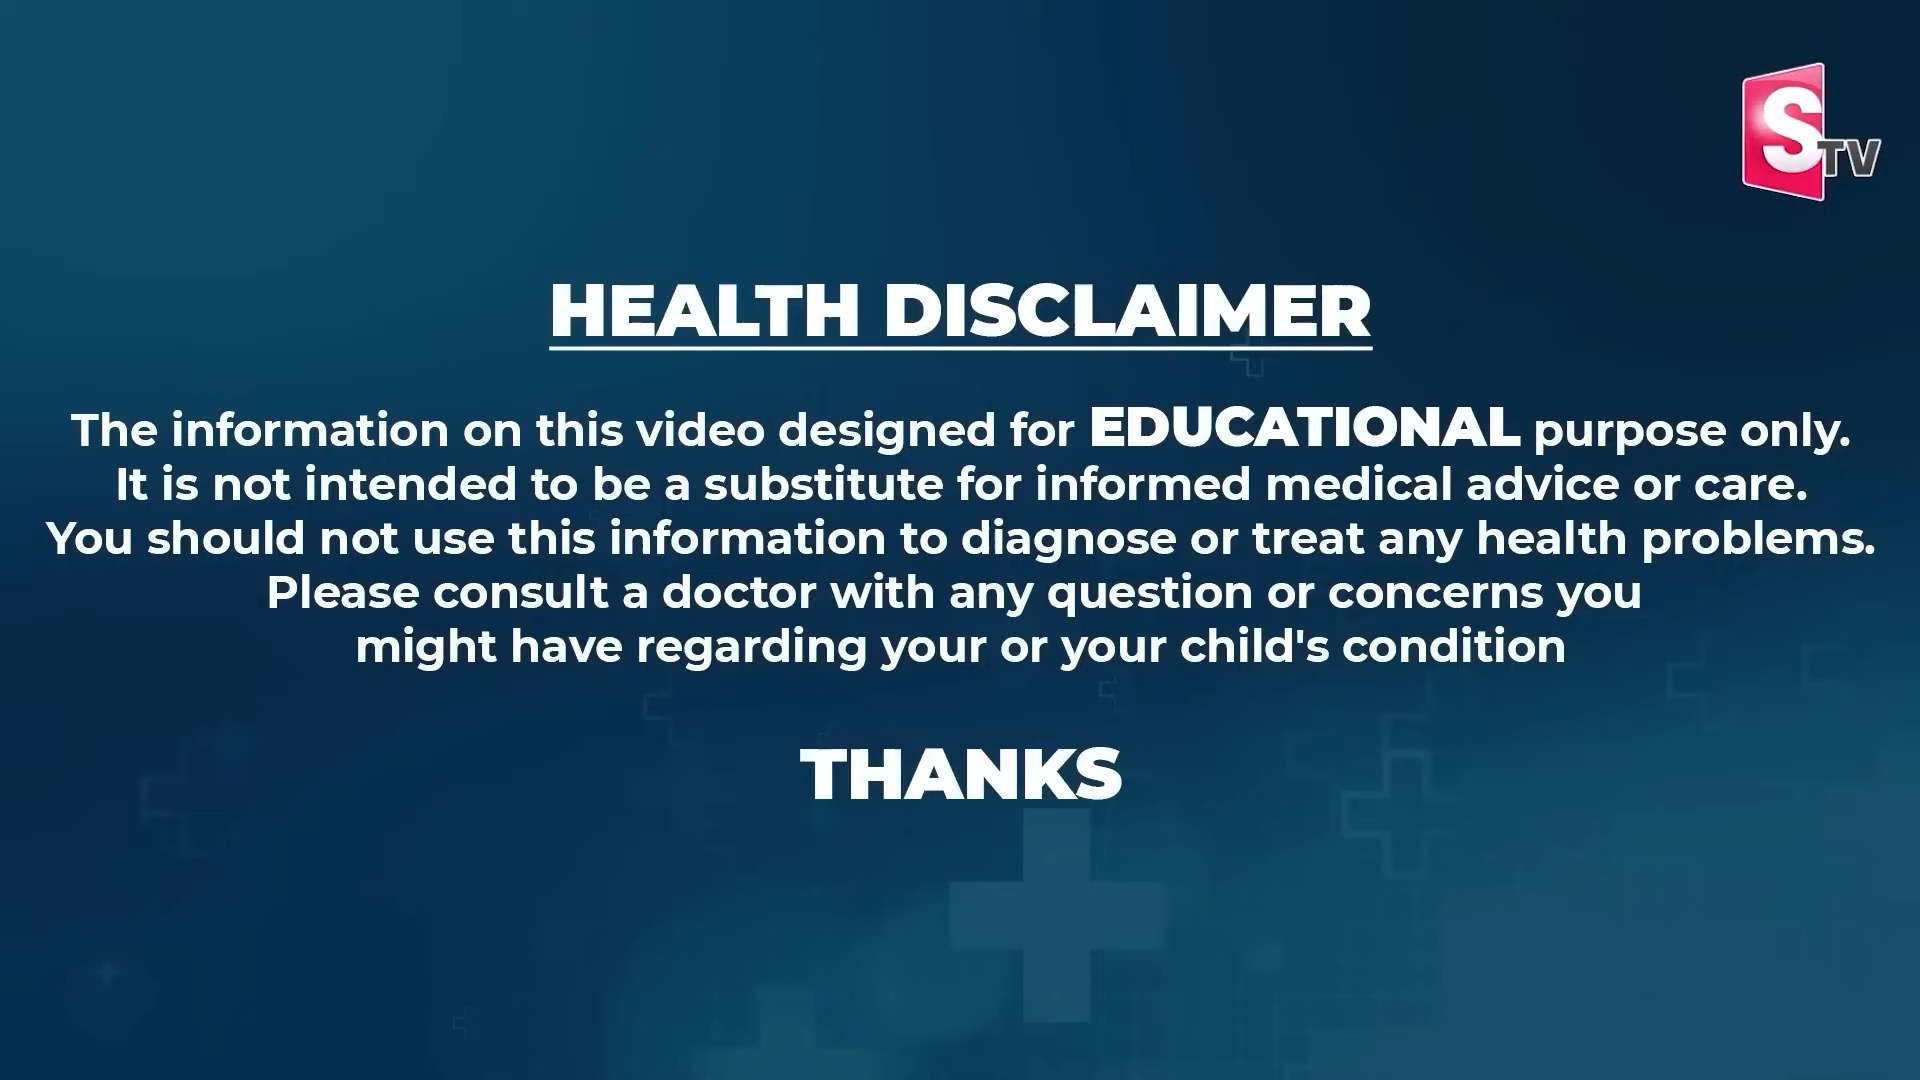 STV
HEALTH DISCLAIMER
The information on this video designed for EDUCATIONAL purpose only.
It is not intended to be a substitute for informed medical advice or care.
You should not use this information to diagnose or treat any health problems.
Please consult a doctor with any question or concerns you
might have regarding your or your child's condition
THANKS